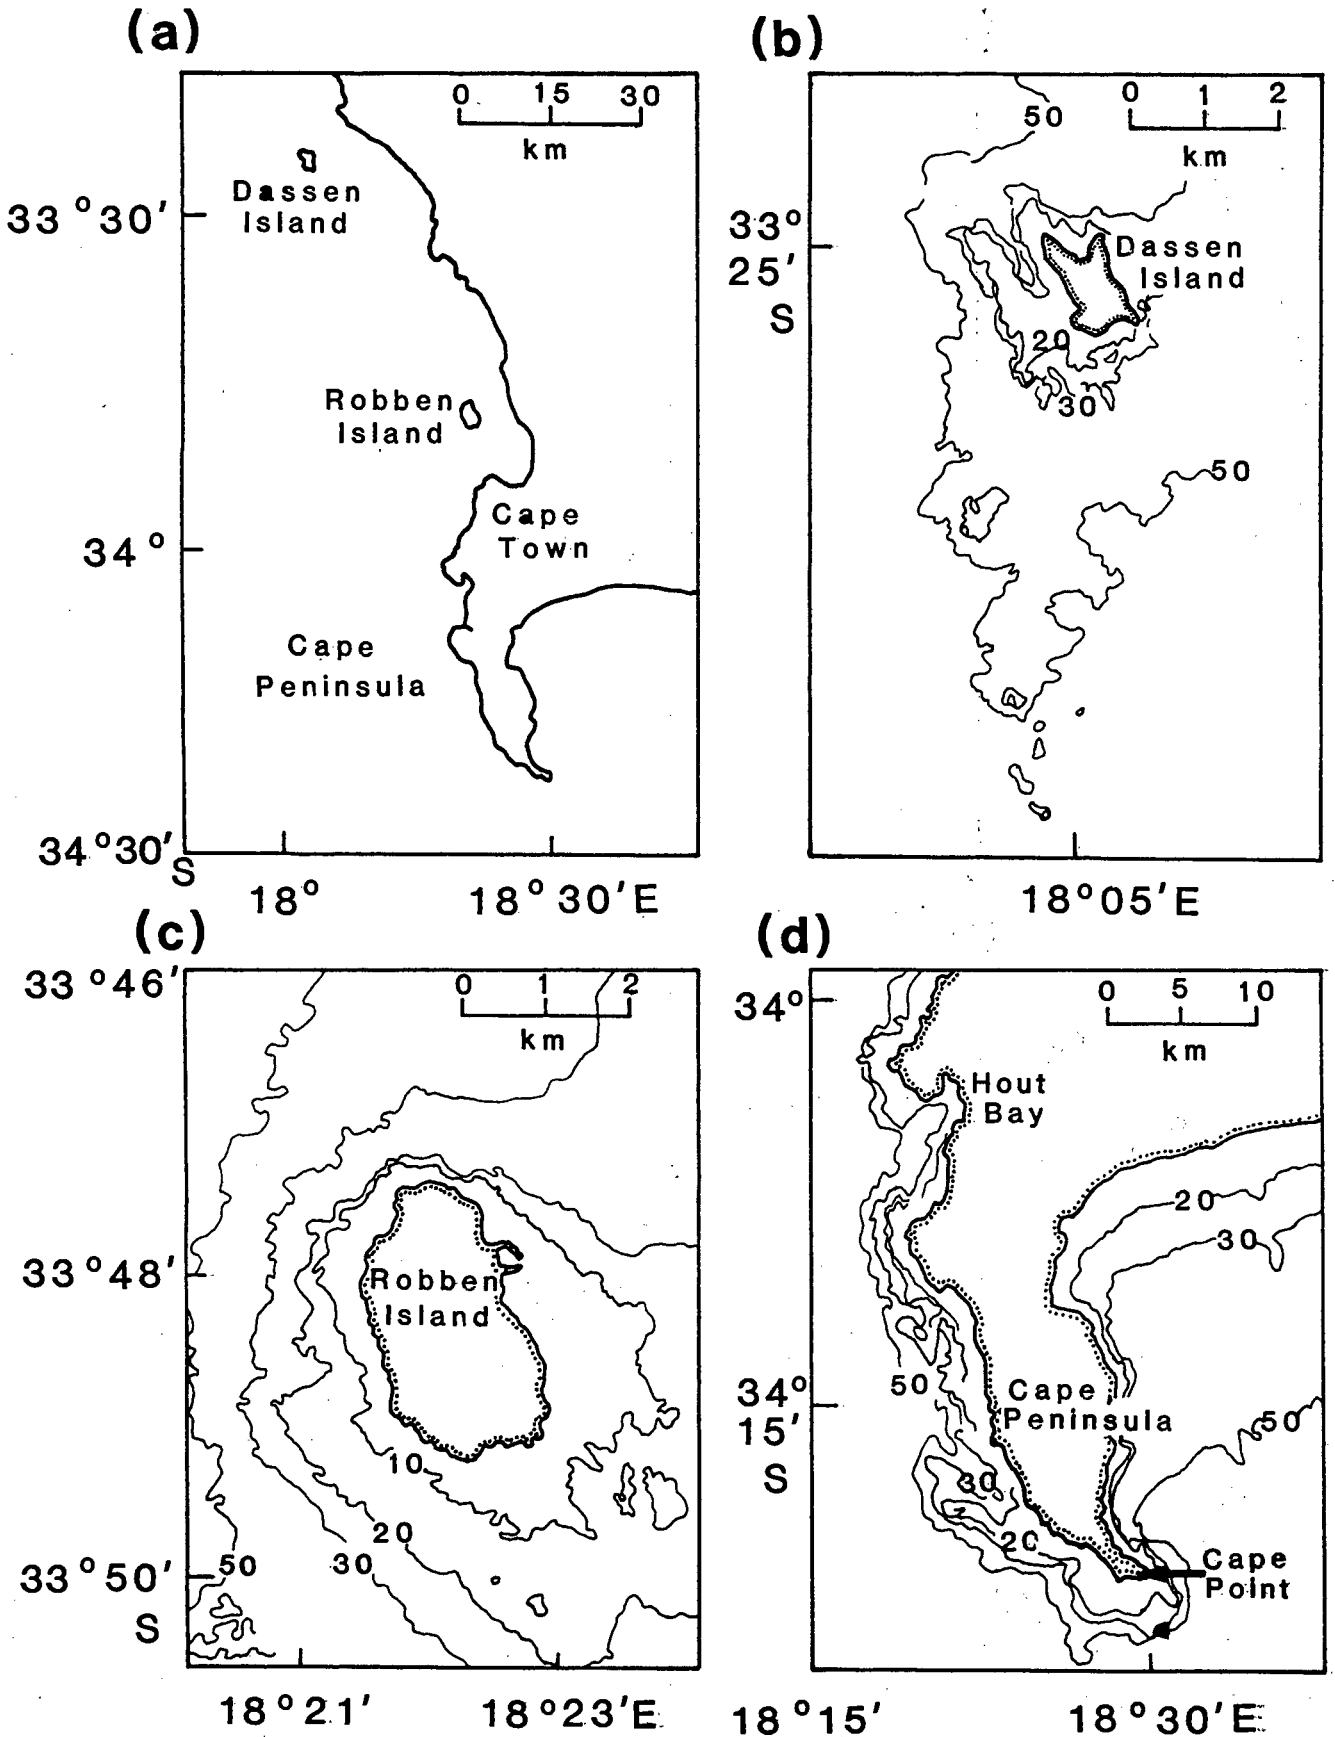 (a)
0 15 30
km
Dassen
Island
33°30'
Robben
Island
Cape
Town
34°
Cape
Peninsula
34°30'
S
18° 18°30'E
(b)
50
0 1 2
km
33°
25'
S
Dassen
Island
20
30
50
18°05'E
(c)
33°46'
0 1 2
km
33°48'
Robben
Island
10
20
30
50
33°50'
S
18°21' 18°23'E
(d)
34°
0 5 10
km
Hout
Bay
20
30
50
34°
15'
S
Cape
Peninsula
50
30
20
Cape
Point
18°15' 18°30'E